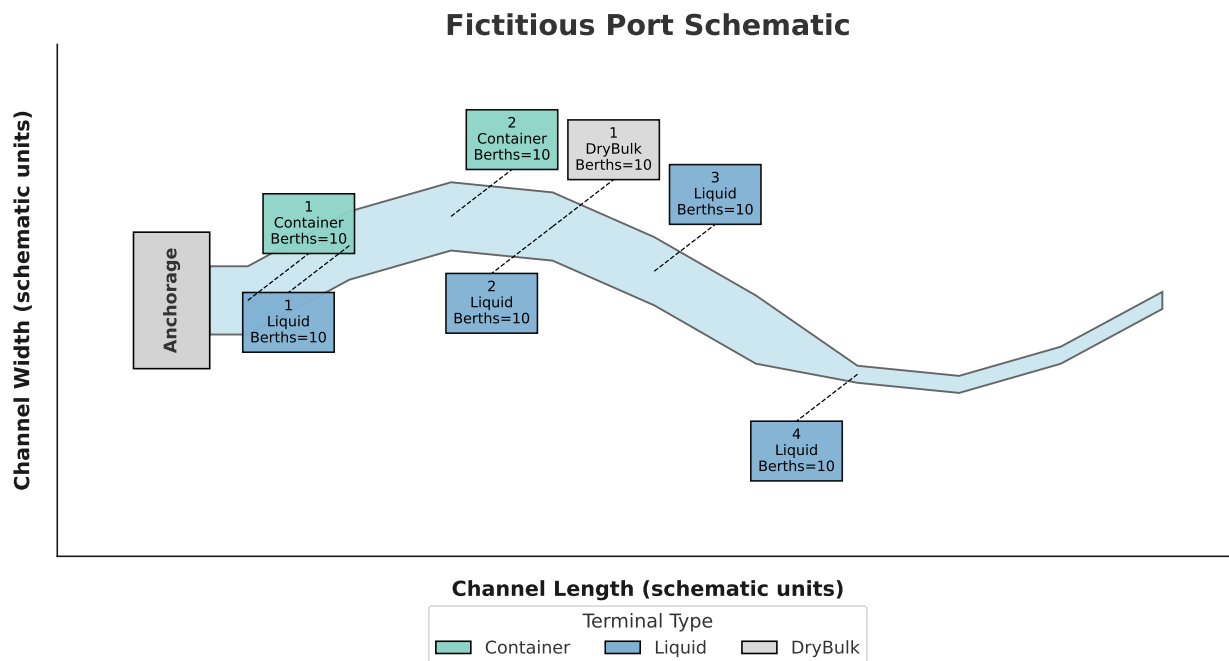 Fictitious Port Schematic
Channel Width (schematic units)
Anchorage
1
Container
Berths=10
1
Liquid
Berths=10
2
Container
Berths=10
2
Liquid
Berths=10
1
DryBulk
Berths=10
3
Liquid
Berths=10
4
Liquid
Berths=10
Channel Length (schematic units)
Terminal Type
Container Liquid DryBulk